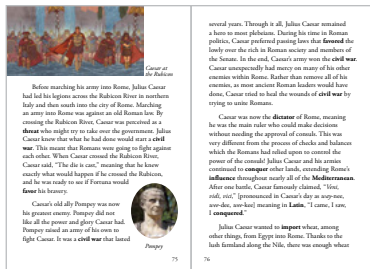 Caesar at
the Rubicon
Before marching his army into Rome, Julius Caesar
had led his legions across the Rubicon River in northern
Italy and then south into the city of Rome. Marching
an army into Rome was against an old Roman law. By
crossing the Rubicon River, Caesar was perceived as a
threat who might try to take over the government. Julius
Caesar knew that what he had done would start a civil
war. This meant that Romans were going to fight against
each other. When Caesar crossed the Rubicon River,
Caesar said, "The die is cast," meaning that he knew
exactly what would happen if he crossed the Rubicon,
and he was ready to see if Fortuna would
favor his bravery.
Caesar's old ally Pompey was now
his greatest enemy. Pompey did not
like all the power and glory Caesar had.
Pompey raised an army of his own to
fight Caesar. It was a civil war that lasted
Pompey
75
several years. Through it all, Julius Caesar remained
a hero to most plebeians. During his time in Roman
politics, Caesar preferred passing laws that favored the
lowly over the rich in Roman society and members of
the Senate. In the end, Caesar's army won the civil war.
Caesar unexpectedly had mercy on many of his other
enemies within Rome. Rather than remove all of his
enemies, as most ancient Roman leaders would have
done, Caesar tried to heal the wounds of civil war by
trying to unite Romans.
Caesar was now the dictator of Rome, meaning
he was the main ruler who could make decisions
without needing the approval of consuls. This was
very different from the process of checks and balances
which the Romans had relied upon to control the
power of the consuls! Julius Caesar and his armies
continued to conquer other lands, extending Rome's
influence throughout nearly all of the Mediterranean.
After one battle, Caesar famously claimed, "Veni,
vidi, vici," [pronounced in Caesar's day as wey-nee,
wee-dee, wee-kee] meaning in Latin, "I came, I saw,
I conquered."
Julius Caesar wanted to import wheat, among
other things, from Egypt into Rome. Thanks to the
lush farmland along the Nile, there was enough wheat
76